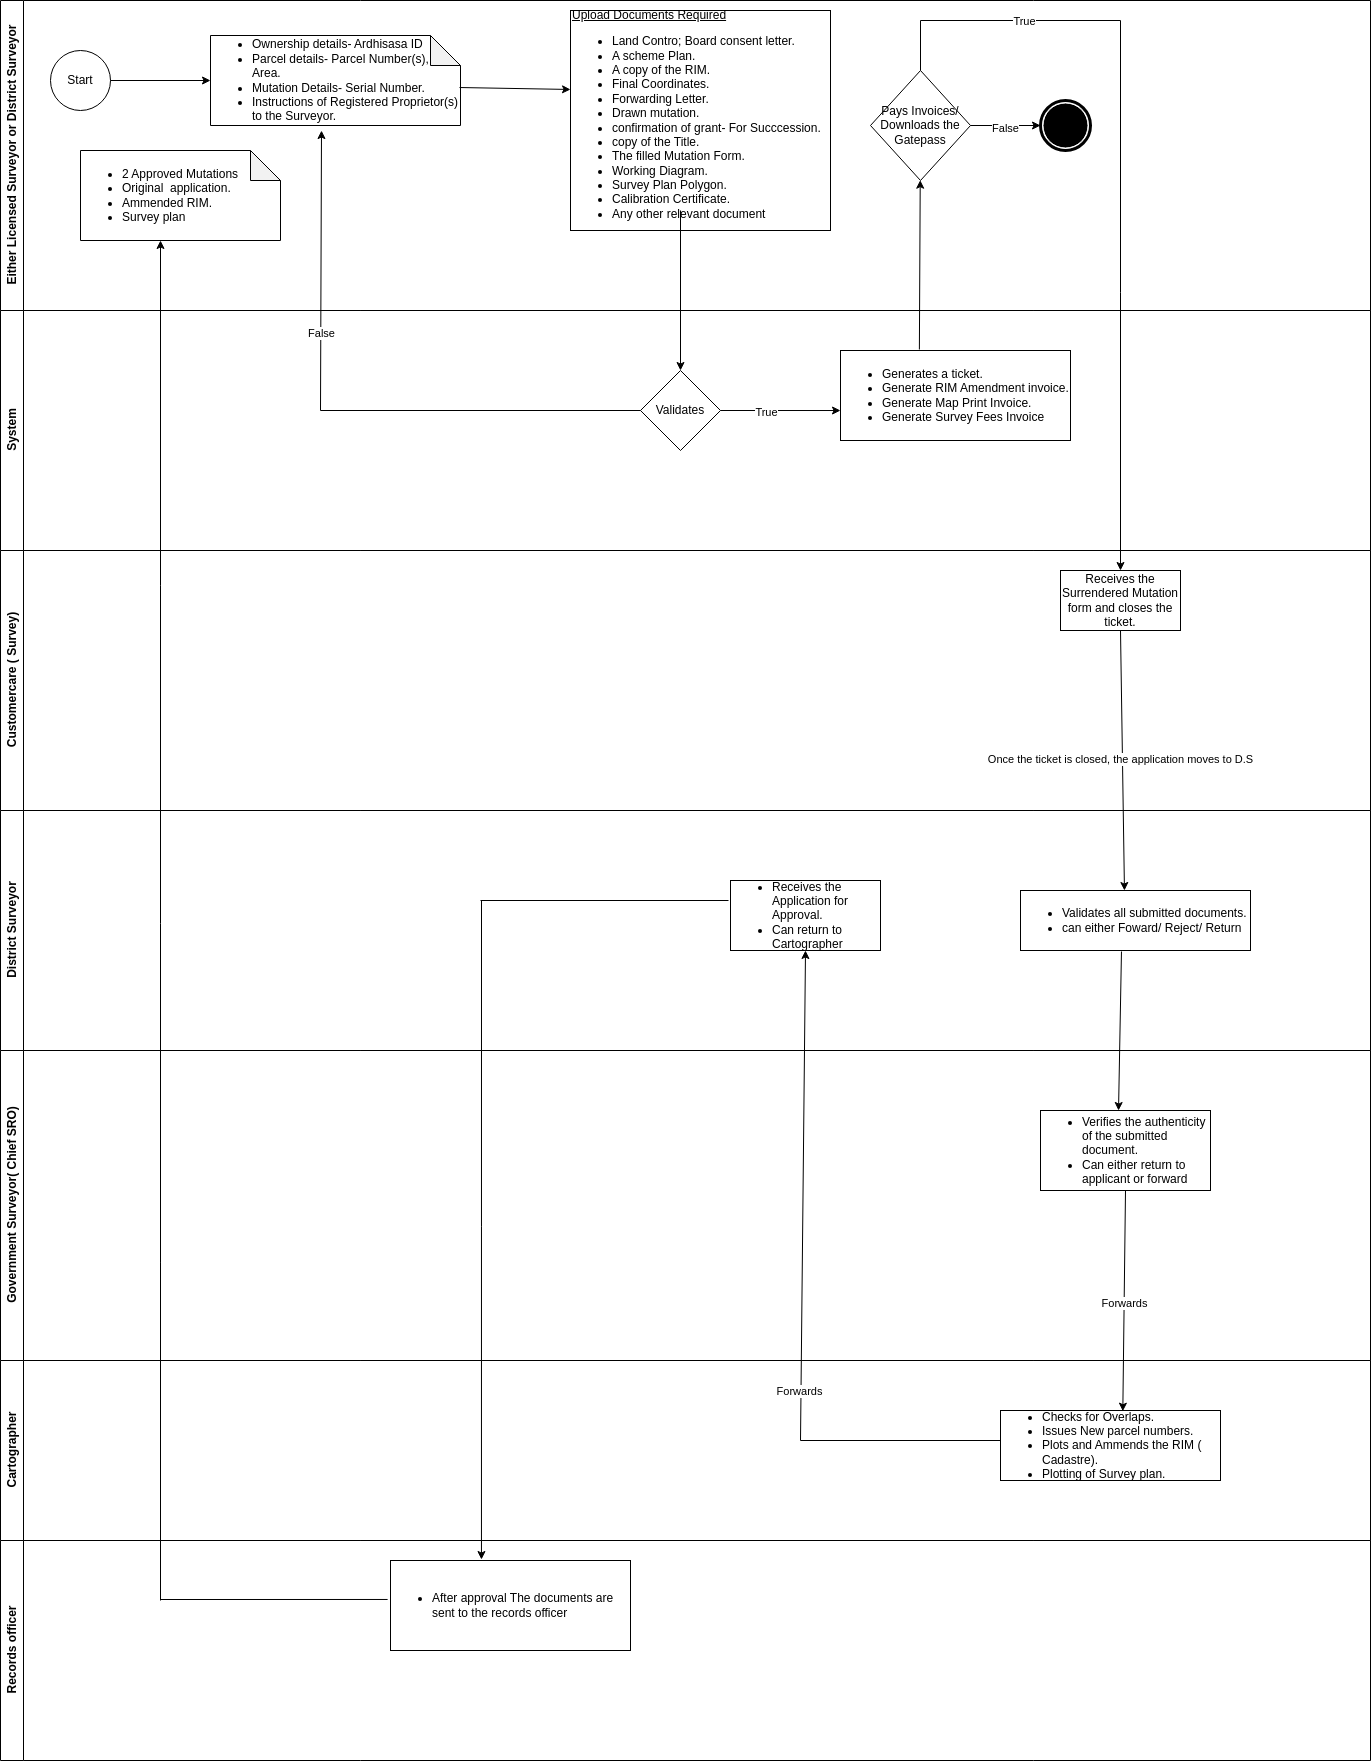 Either Licensed Surveyor or District Surveyor
Start
Ownership details- Ardhisasa ID
Parcel details- Parcel Number(s),
Area.
Mutation Details- Serial Number.
Instructions of Registered Proprietor(s)
to the Surveyor.
Upload Documents Required
Land Contro; Board consent letter.
A scheme Plan.
A copy of the RIM.
Final Coordinates.
Forwarding Letter.
Drawn mutation.
confirmation of grant- For Succcession.
copy of the Title.
The filled Mutation Form.
Working Diagram.
Survey Plan Polygon.
Calibration Certificate.
Any other relevant document
True
Pays Invoices/
Downloads the
Gatepass
False
2 Approved Mutations
Original  application.
Ammended RIM.
Survey plan
System
False
Validates
True
Generates a ticket.
Generate RIM Amendment invoice.
Generate Map Print Invoice.
Generate Survey Fees Invoice
Customercare ( Survey)
Receives the
Surrendered Mutation
form and closes the
ticket.
Once the ticket is closed, the application moves to D.S
District Surveyor
Receives the
Application for
Approval.
Can return to
Cartographer
Validates all submitted documents.
can either Foward/ Reject/ Return
Government Surveyor( Chief SRO)
Verifies the authenticity
of the submitted
document.
Can either return to
applicant or forward
Forwards
Cartographer
Forwards
Checks for Overlaps.
Issues New parcel numbers.
Plots and Ammends the RIM (
Cadastre).
Plotting of Survey plan.
Records officer
After approval The documents are
sent to the records officer